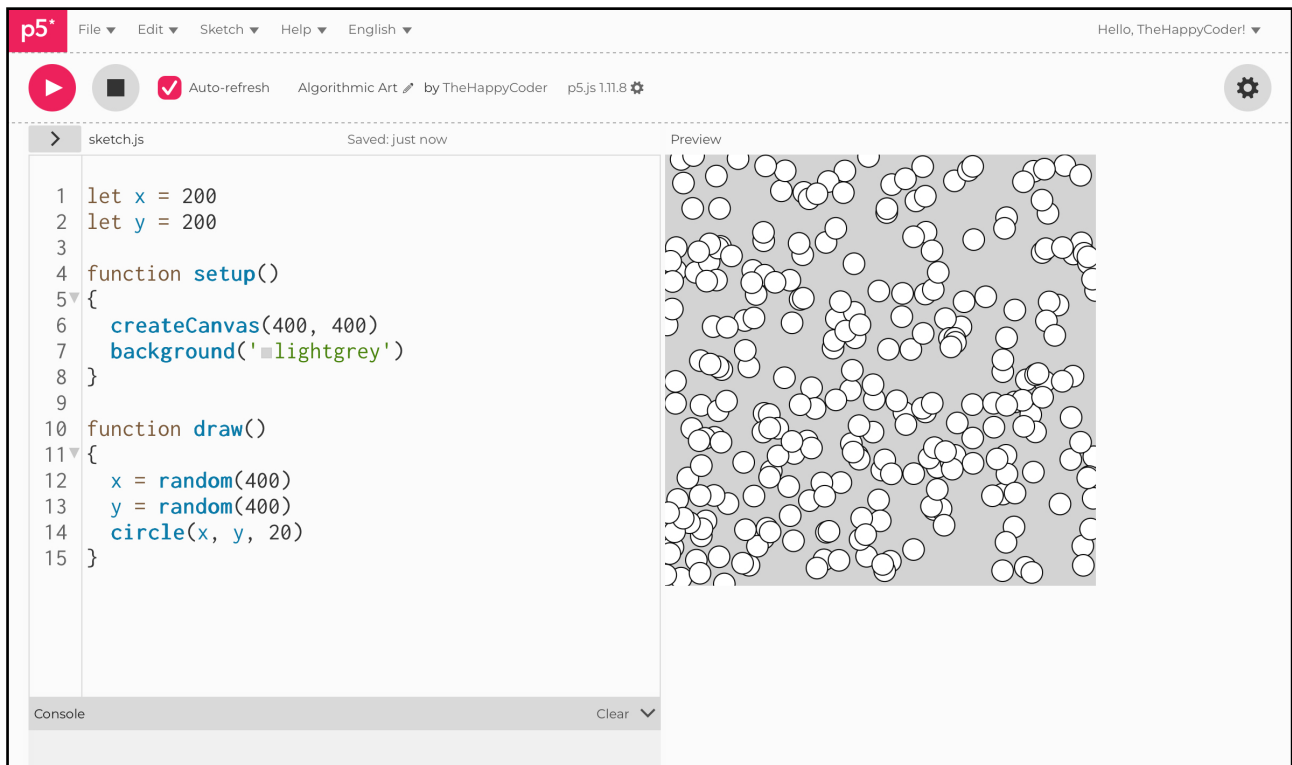 p5* File Edit Sketch Help English Hello, TheHappyCoder!
Auto-refresh Algorithmic Art by TheHappyCoder p5.js 1.11.8
sketch.js Saved: just now Preview
1 let x = 200
2 let y = 200
3
4 function setup()
5 {
6 createCanvas(400, 400)
7 background('lightgrey')
8 }
9
10 function draw()
11 {
12 x = random(400)
13 y = random(400)
14 circle(x, y, 20)
15 }
Console Clear